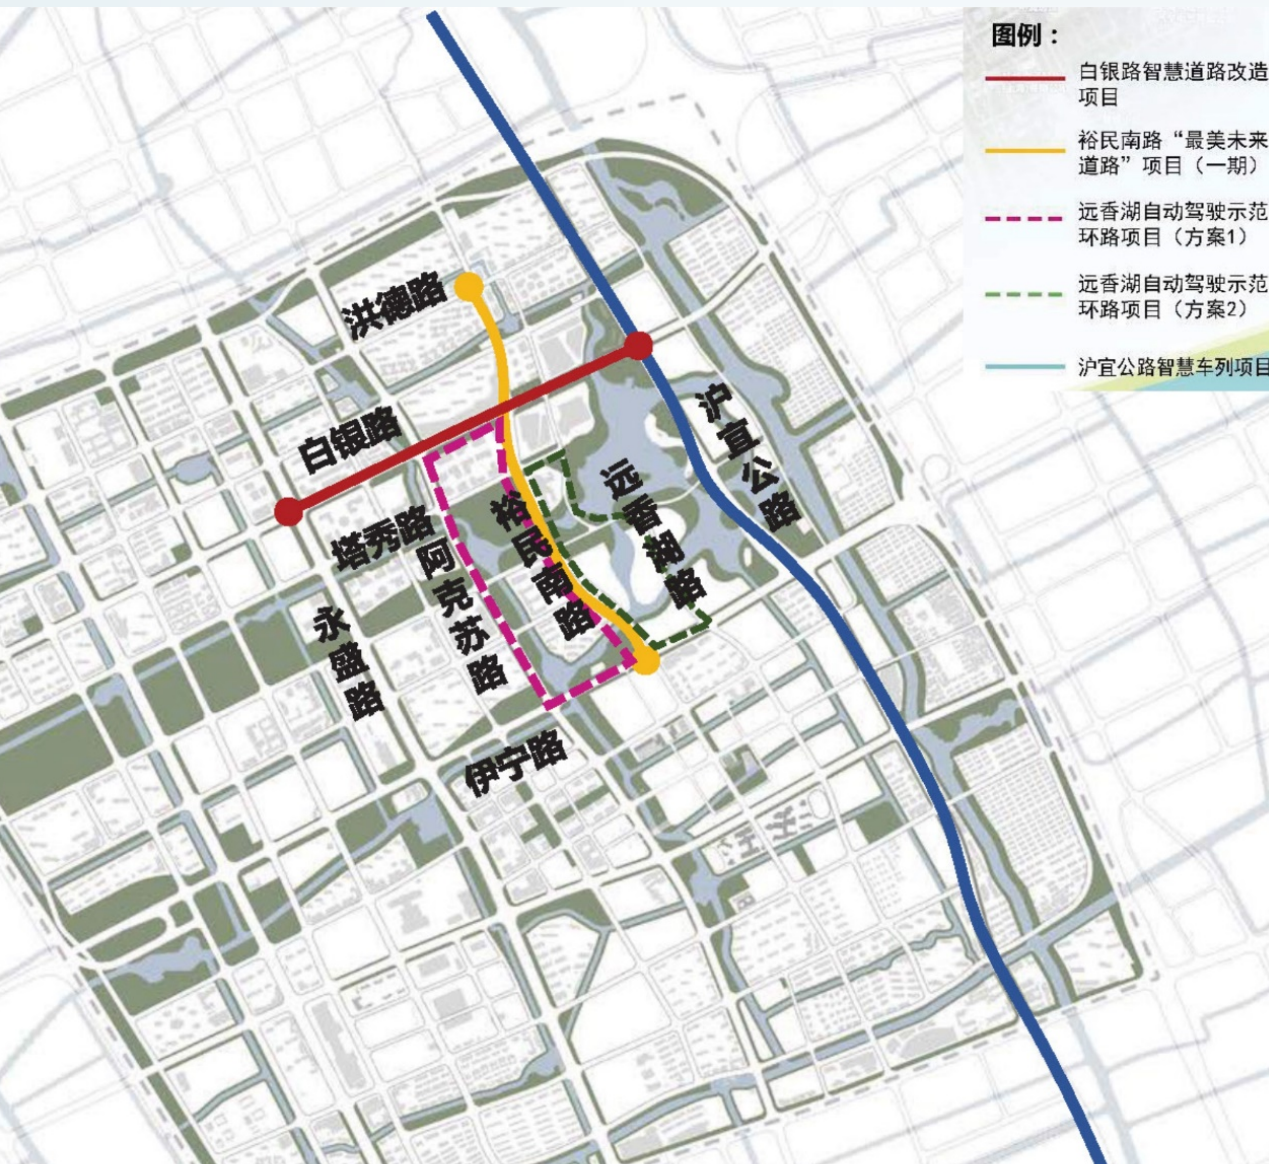 图例：
白银路智慧道路改造
项目
裕民南路“最美未来
道路”项目（一期）
远香湖自动驾驶示范
环路项目（方案1）
远香湖自动驾驶示范
环路项目（方案2）
沪宜公路智慧车列项目
洪德路
白银路
沪宜公路
远香湖路
裕民南路
塔秀路
阿克苏路
永盛路
伊宁路